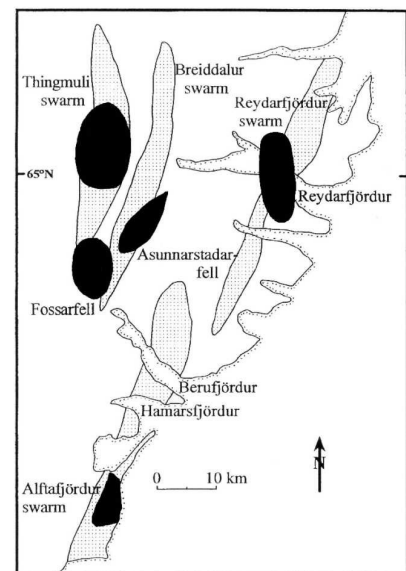 Thingmuli
swarm
Breiddalur
swarm
Reydarfjördur
swarm
65°N
Reydarfjördur
Asunnarstadar-
fell
Fossarfell
Berufjördur
Hamarsfjördur
Alftafjördur
swarm
0 10 km
N